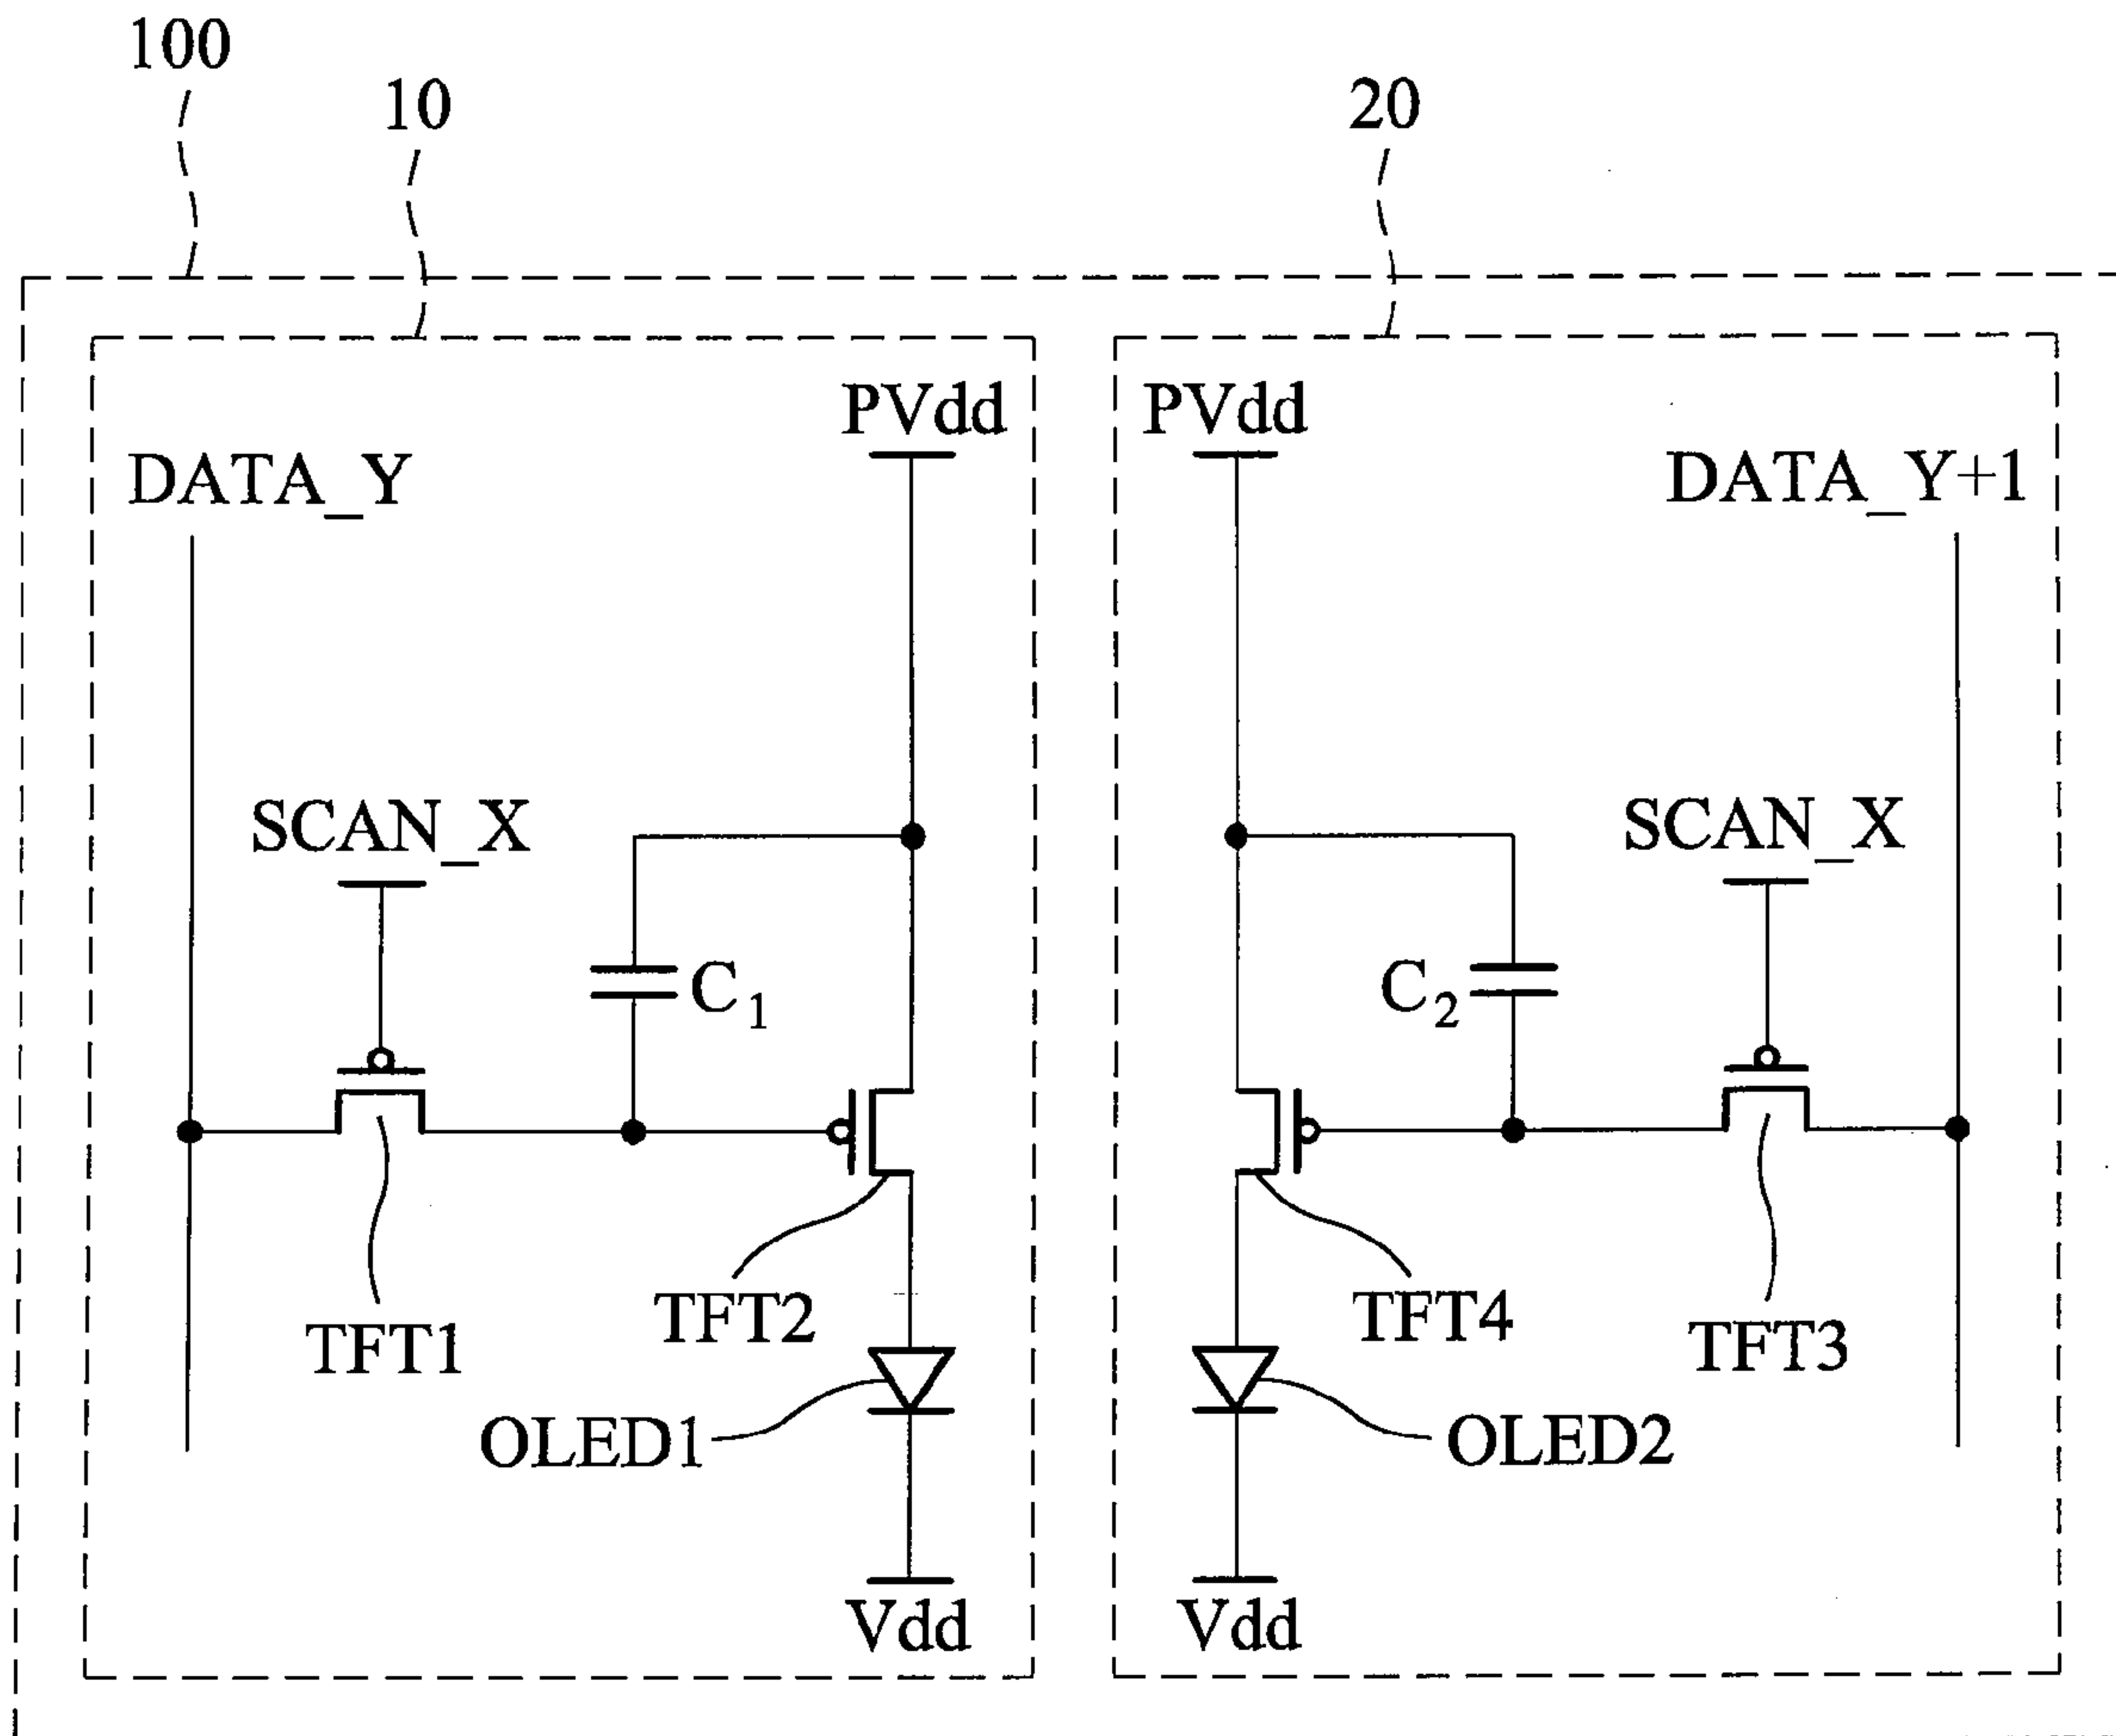 100
10
20
PVdd
PVdd
DATA_Y
DATA_Y+1
SCAN_X
SCAN_X
C1
C2
TFT2
TFT4
TFT1
TFT3
OLED1
OLED2
Vdd
Vdd